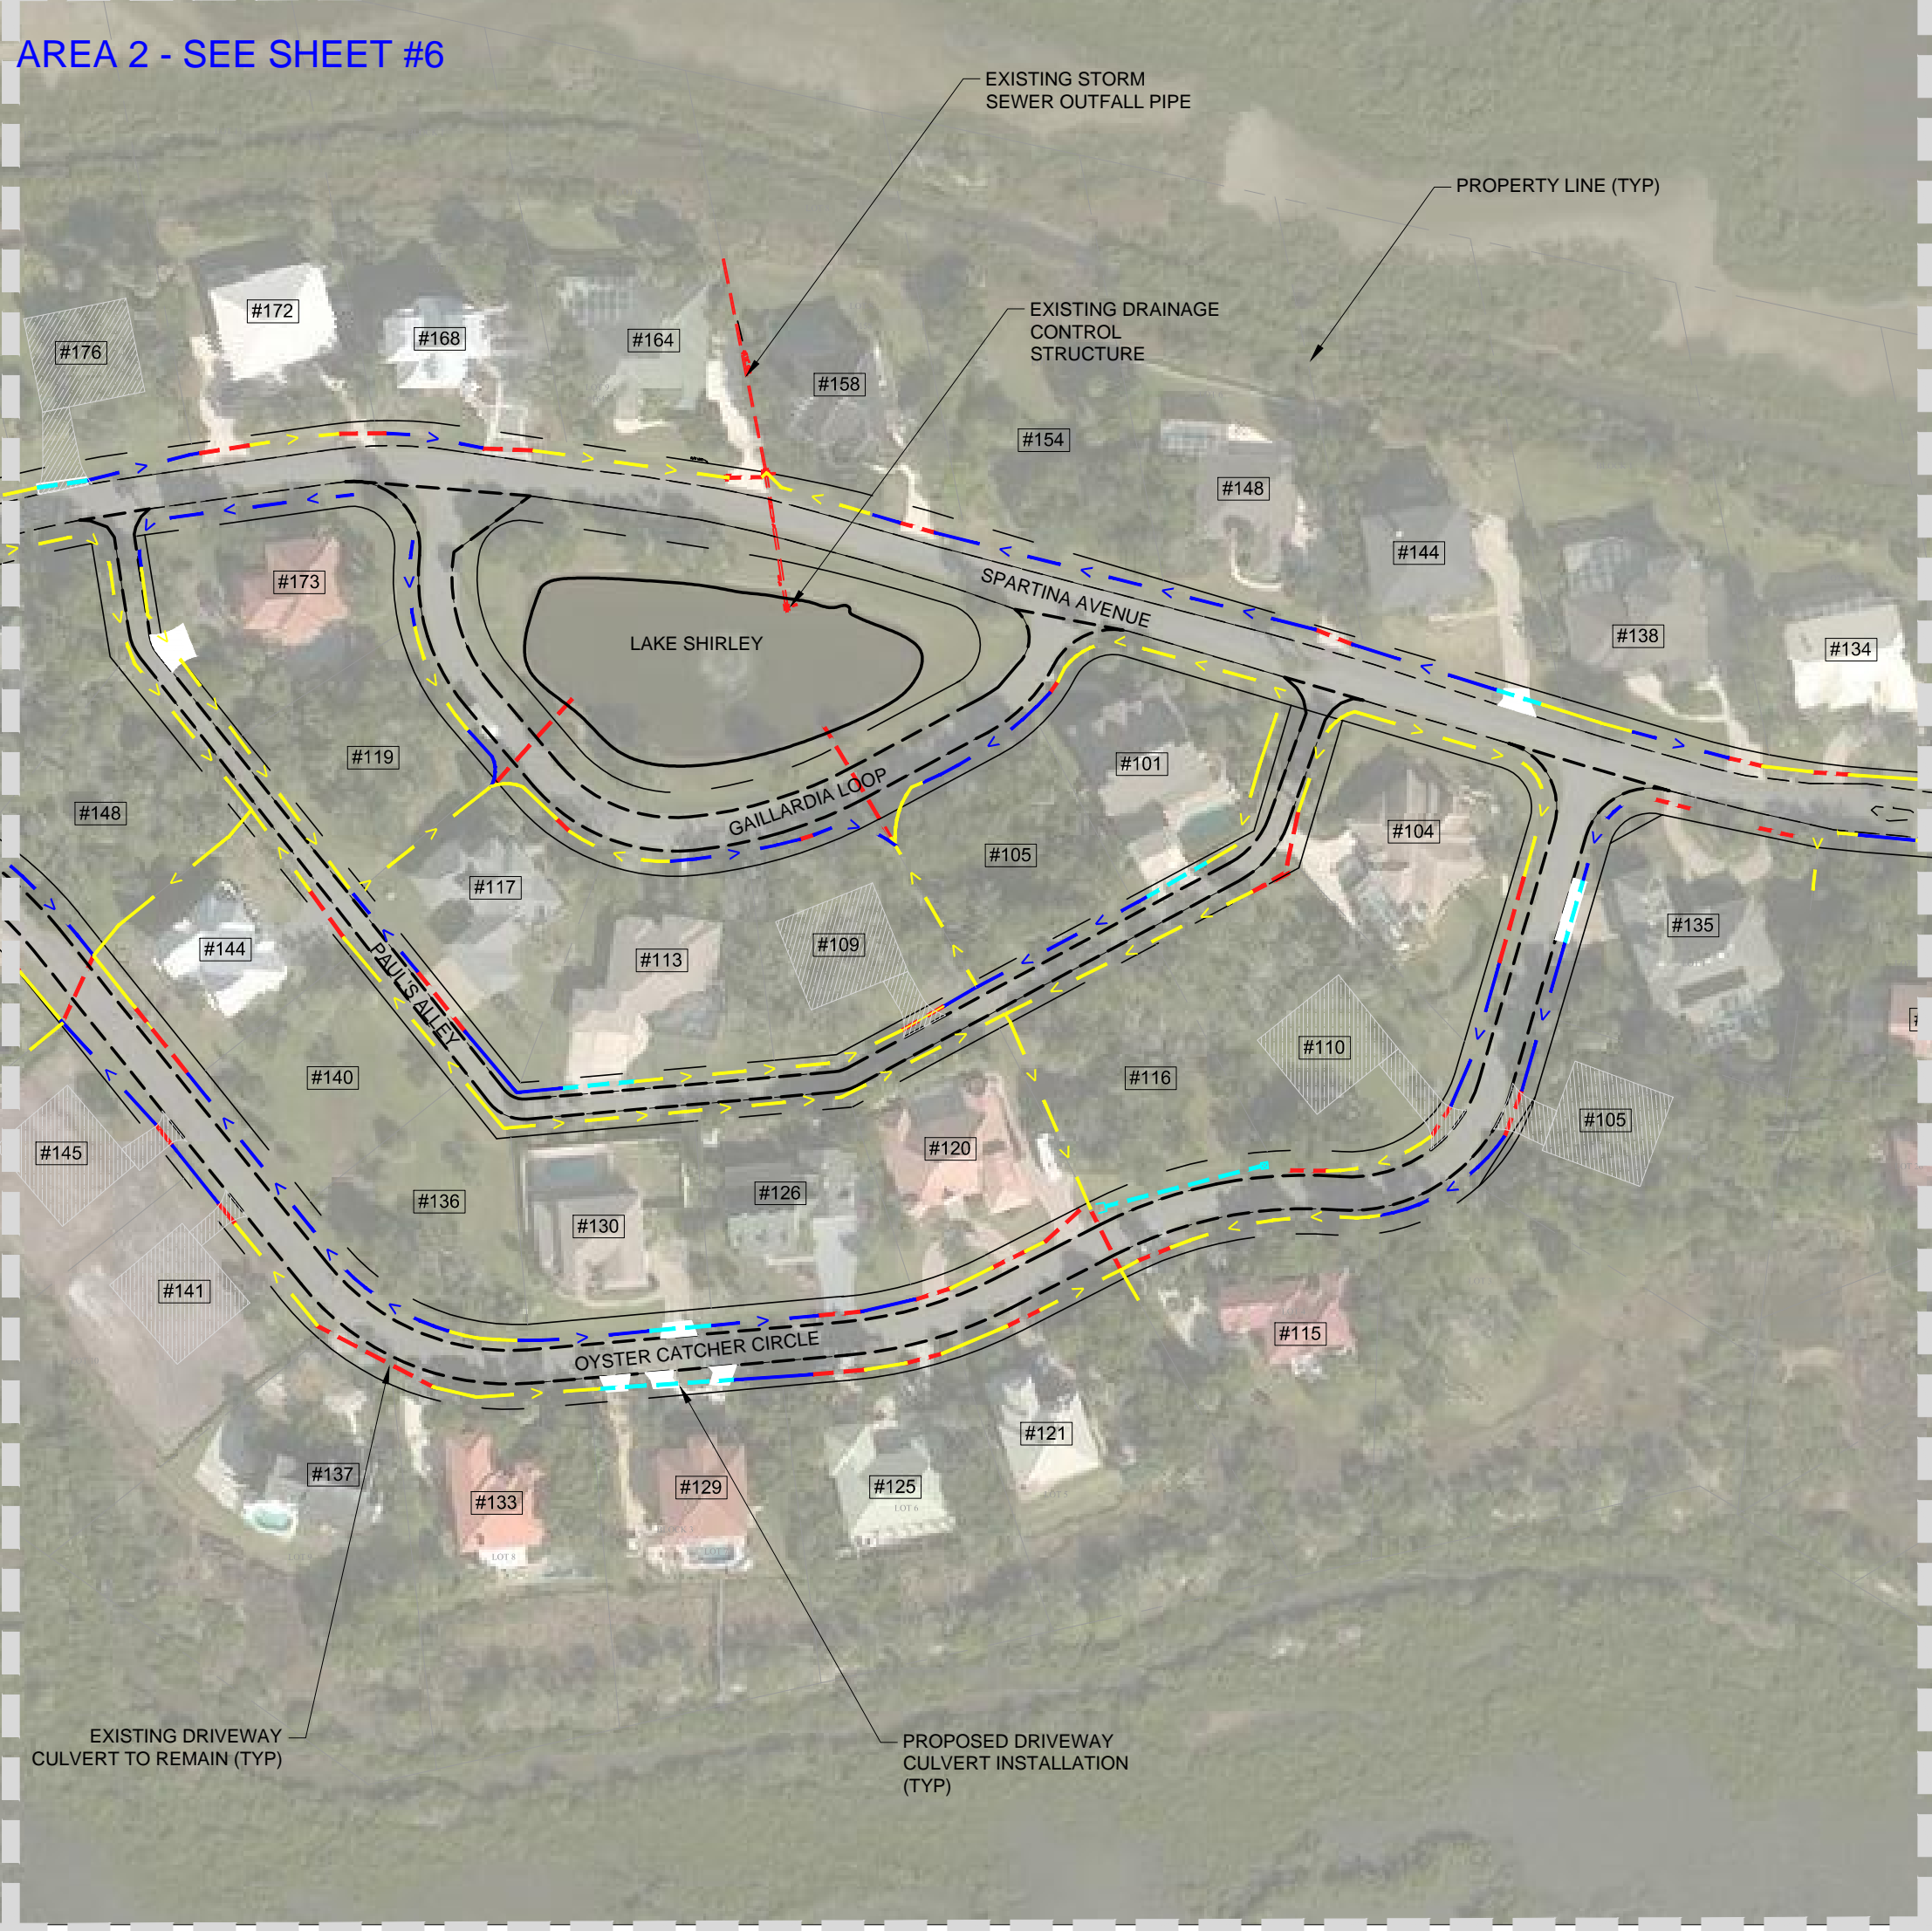 AREA 2 - SEE SHEET #6
EXISTING STORM
SEWER OUTFALL PIPE
PROPERTY LINE (TYP)
EXISTING DRAINAGE
CONTROL
STRUCTURE
#172
#168
#164
#176
#158
#154
#148
#144
#173
SPARTINA AVENUE
#138
#134
LAKE SHIRLEY
#119
#101
#148
GAILLARDIA LOOP
#104
#105
#117
#135
#109
#144
#113
PAUL'S ALLEY
#110
#140
#116
#105
#145
#120
#126
#136
#130
#141
#115
OYSTER CATCHER CIRCLE
#121
#137
#129
#125
#133
LOT 6
LOT 8
EXISTING DRIVEWAY
CULVERT TO REMAIN (TYP)
PROPOSED DRIVEWAY
CULVERT INSTALLATION
(TYP)